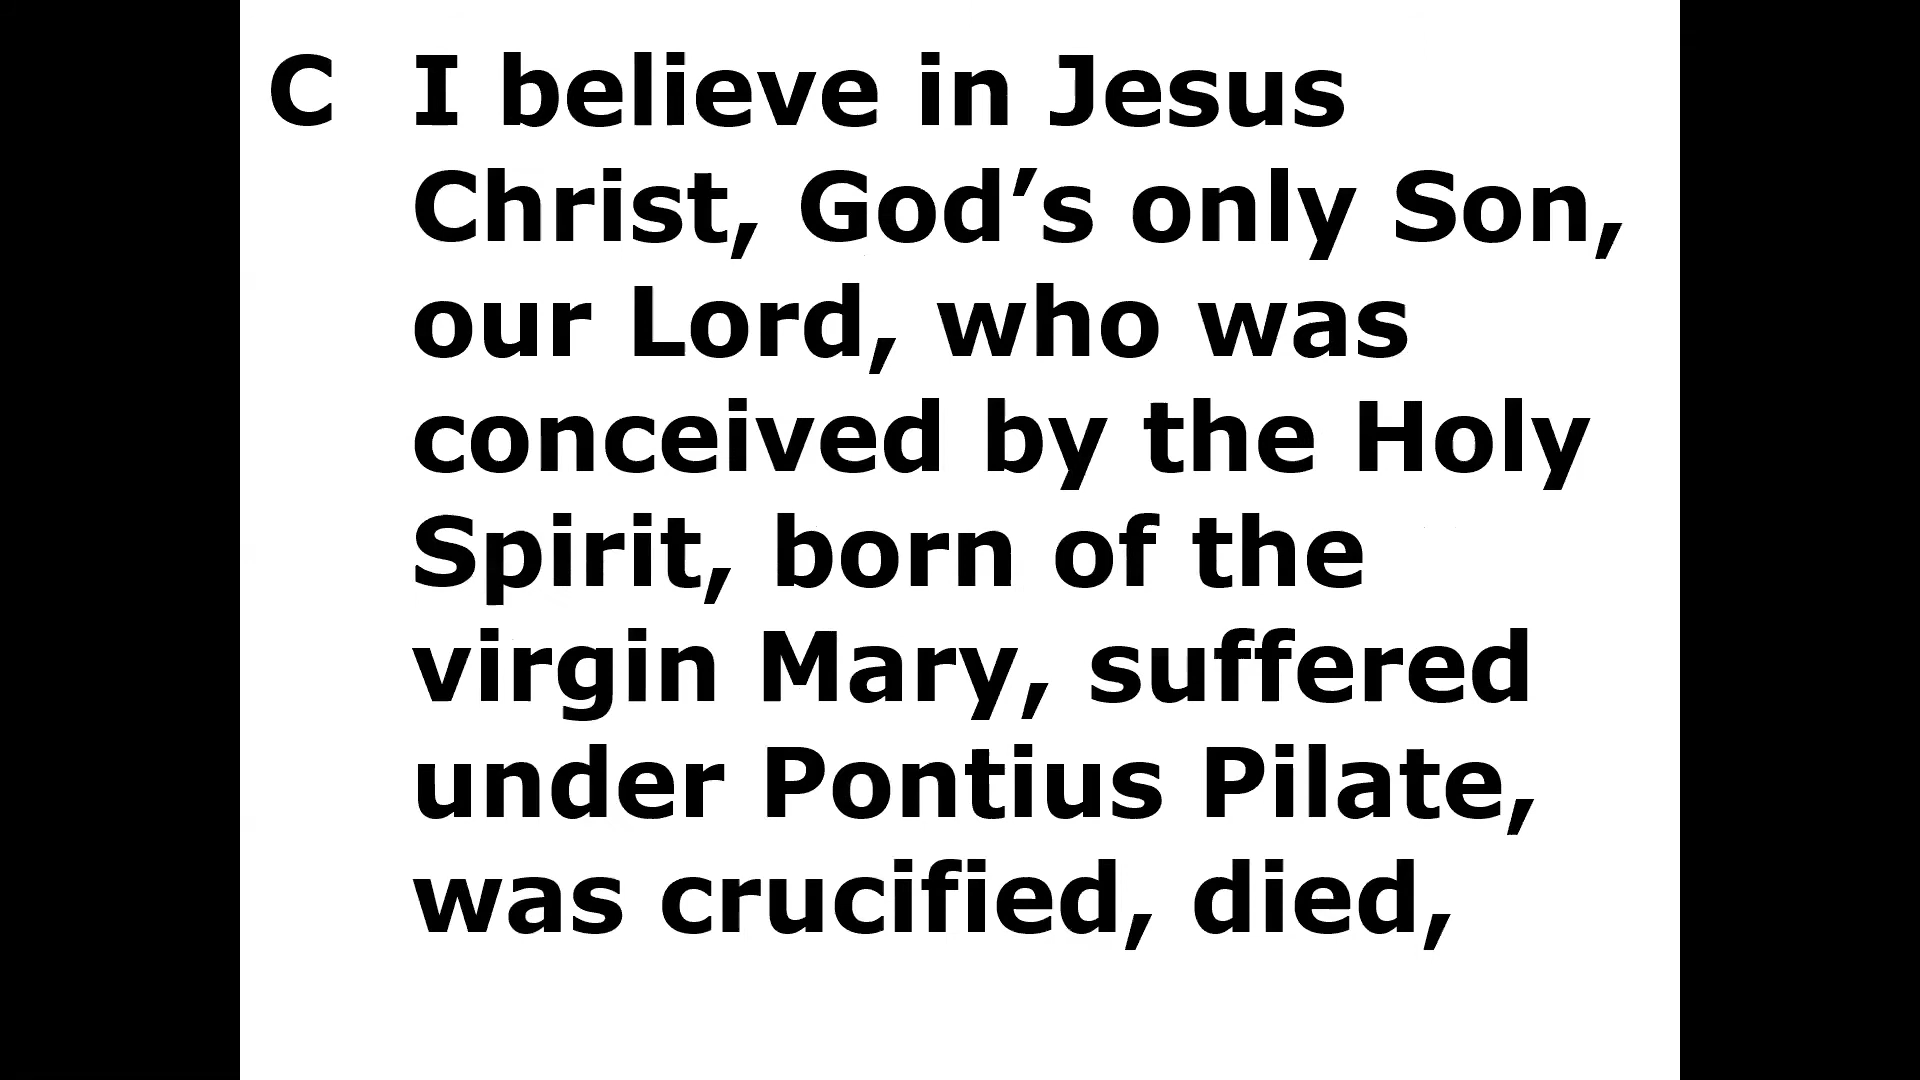 C I believe in Jesus
Christ, God’s only Son,
our Lord, who was
conceived by the Holy
Spirit, born of the
virgin Mary, suffered
under Pontius Pilate,
was crucified, died,